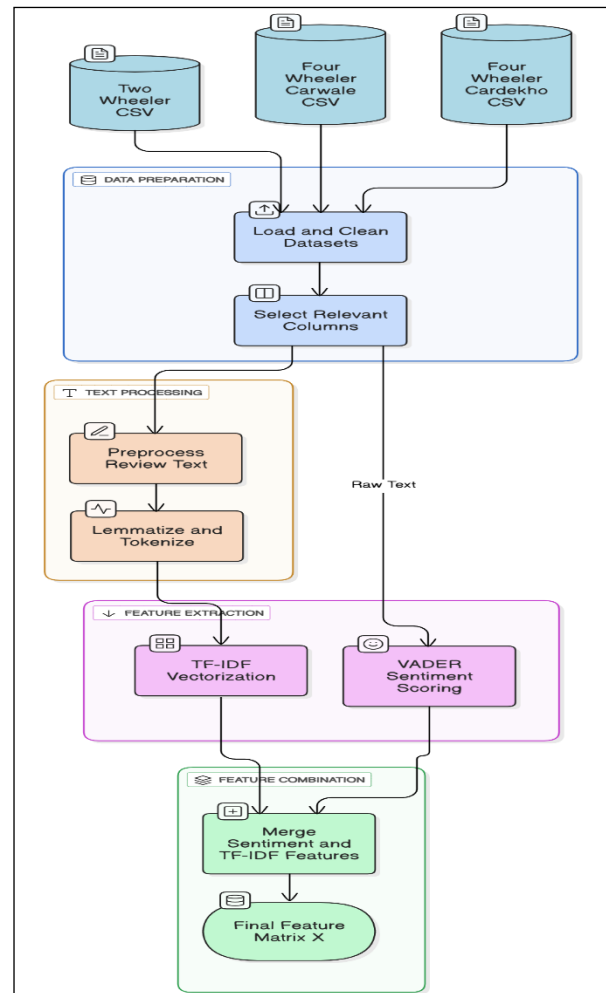 Two
Wheeler
CSV
Four
Wheeler
Carwale
CSV
Four
Wheeler
Cardekho
CSV
DATA PREPARATION
Load and Clean
Datasets
Select Relevant
Columns
TEXT PROCESSING
Preprocess
Review Text
Lemmatize and
Tokenize
Raw Text
FEATURE EXTRACTION
TF-IDF
Vectorization
VADER
Sentiment
Scoring
FEATURE COMBINATION
Merge
Sentiment and
TF-IDF Features
Final Feature
Matrix X